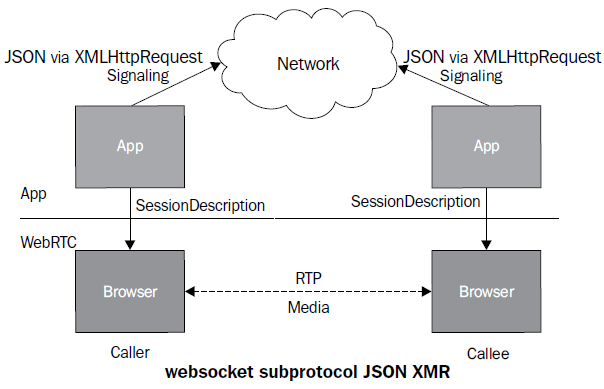 JSON via XMLHttpRequest
Signaling
Network
JSON via XMLHttpRequest
Signaling
App
App
App
SessionDescription
SessionDescription
WebRTC
Browser
RTP
Media
Browser
Caller
Callee
websocket subprotocol JSON XMR